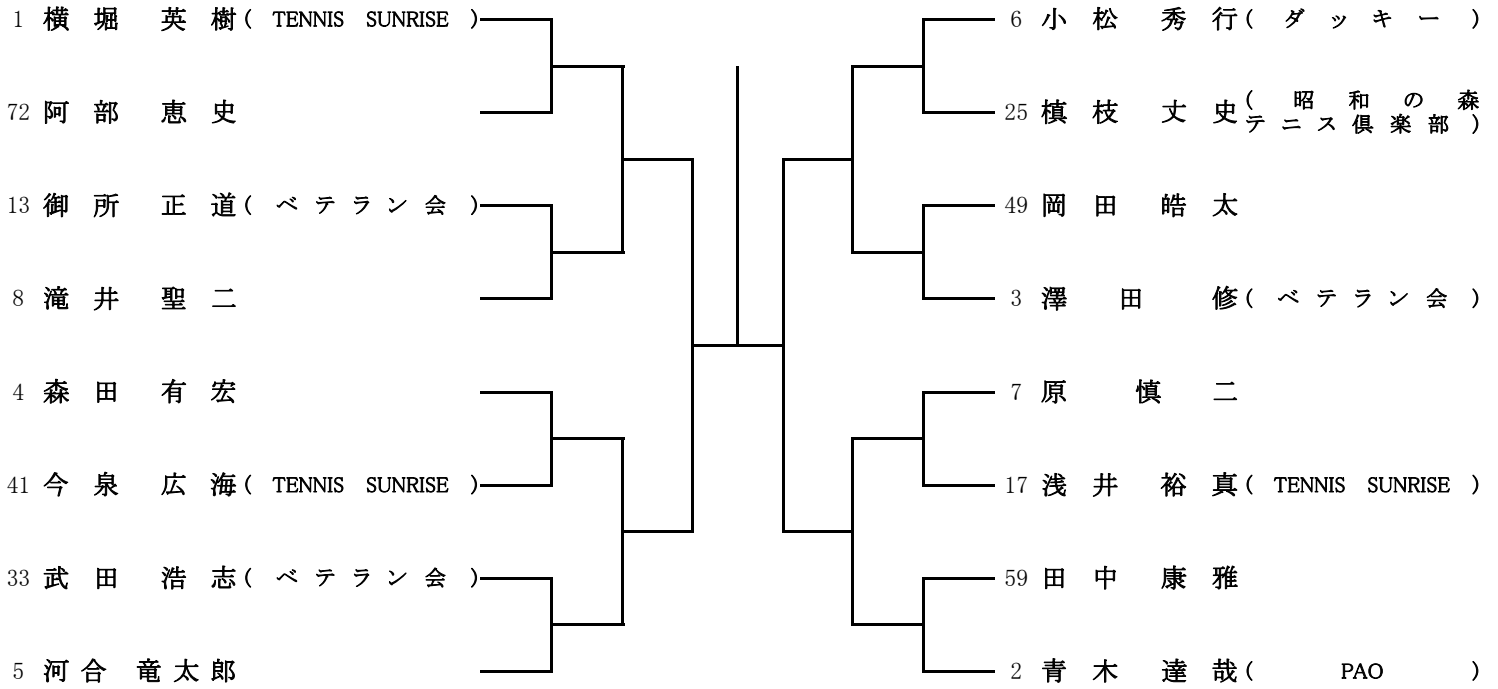 1 横堀 英樹( TENNIS SUNRISE )
72 阿部 恵史
13 御所 正道( ベテラン会 )
8 滝井 聖二
4 森田 有宏
41 今泉 広海( TENNIS SUNRISE )
33 武田 浩志( ベテラン会 )
5 河合 竜太郎
6 小松 秀行( ダッキー )
25 槙枝 丈史( 昭和の森
テニス倶楽部 )
49 岡田 皓太
3 澤田 修( ベテラン会 )
7 原 慎二
17 浅井 裕真( TENNIS SUNRISE )
59 田中 康雅
2 青木 達哉( PAO )